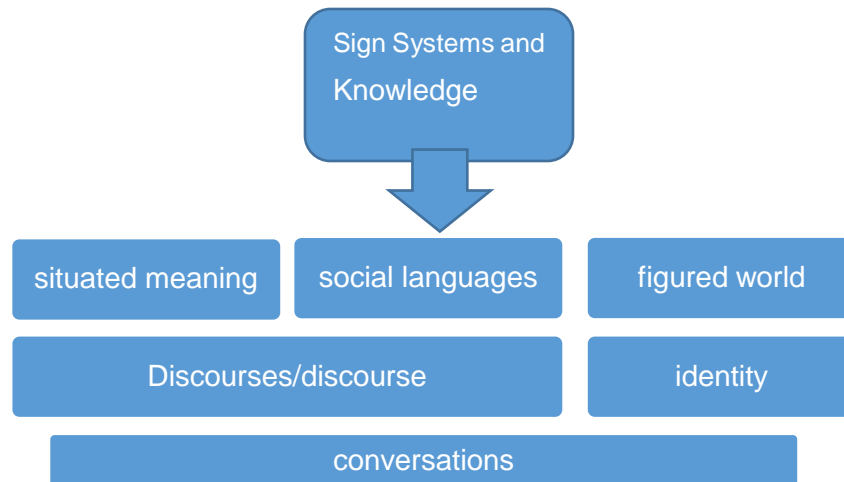 Sign Systems and
Knowledge
situated meaning
social languages
figured world
Discourses/discourse
identity
conversations